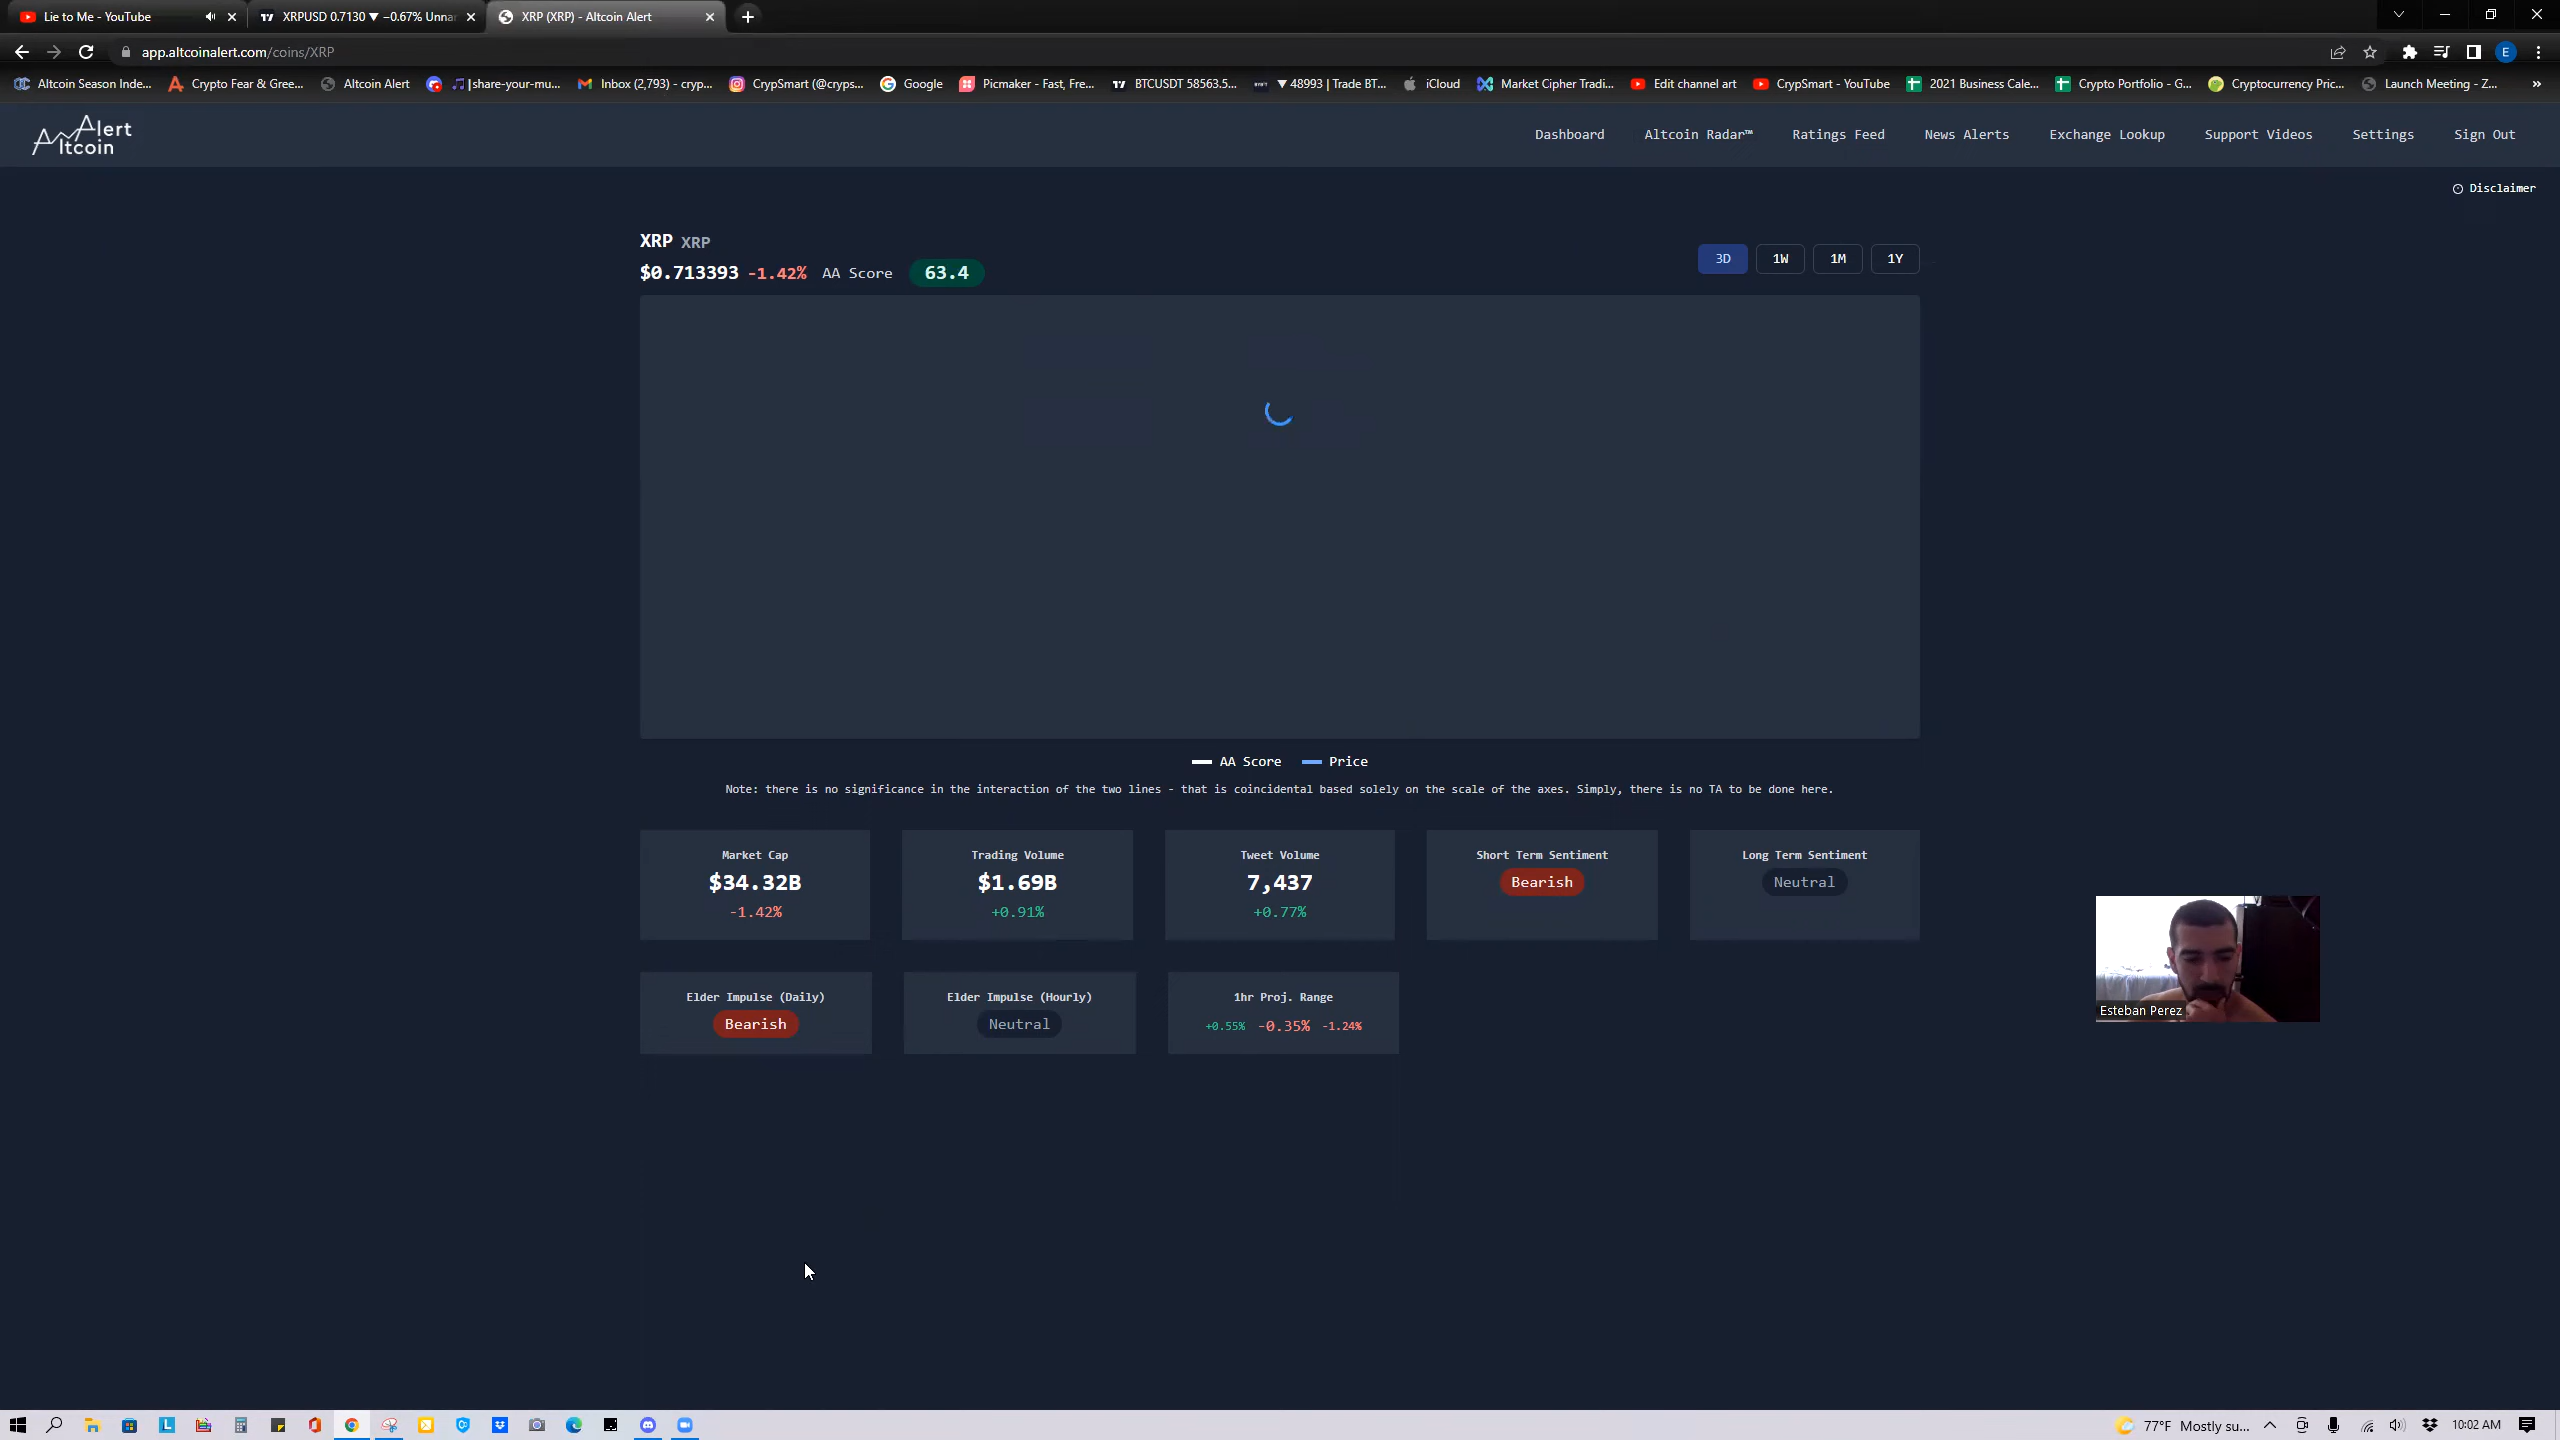 Lie to Me - YouTube
XRPUSD 0.7130 ▼ −0.67% Unnar
XRP (XRP) - Altcoin Alert
app.altcoinalert.com/coins/XRP
E
Altcoin Season Inde...
Crypto Fear & Gree...
Altcoin Alert
|share-your-mu...
Inbox (2,793) - cryp...
CrypSmart (@cryps...
Google
Picmaker - Fast, Fre...
BTCUSDT 58563.5...
▼ 48993 | Trade BT...
iCloud
Market Cipher Tradi...
Edit channel art
CrypSmart - YouTube
2021 Business Cale...
Crypto Portfolio - G...
Cryptocurrency Pric...
Launch Meeting - Z...
»
Alert
Altcoin
Dashboard
Altcoin Radar™
Ratings Feed
News Alerts
Exchange Lookup
Support Videos
Settings
Sign Out
Disclaimer
XRP XRP
$0.713393 -1.42% AA Score 63.4
3D
1W
1M
1Y
AA Score
Price
Note: there is no significance in the interaction of the two lines - that is coincidental based solely on the scale of the axes. Simply, there is no TA to be done here.
Market Cap
$34.32B
-1.42%
Trading Volume
$1.69B
+0.91%
Tweet Volume
7,437
+0.77%
Short Term Sentiment
Bearish
Long Term Sentiment
Neutral
Elder Impulse (Daily)
Bearish
Elder Impulse (Hourly)
Neutral
1hr Proj. Range
+0.55% -0.35% -1.24%
Esteban Perez
77°F Mostly su...
10:02 AM